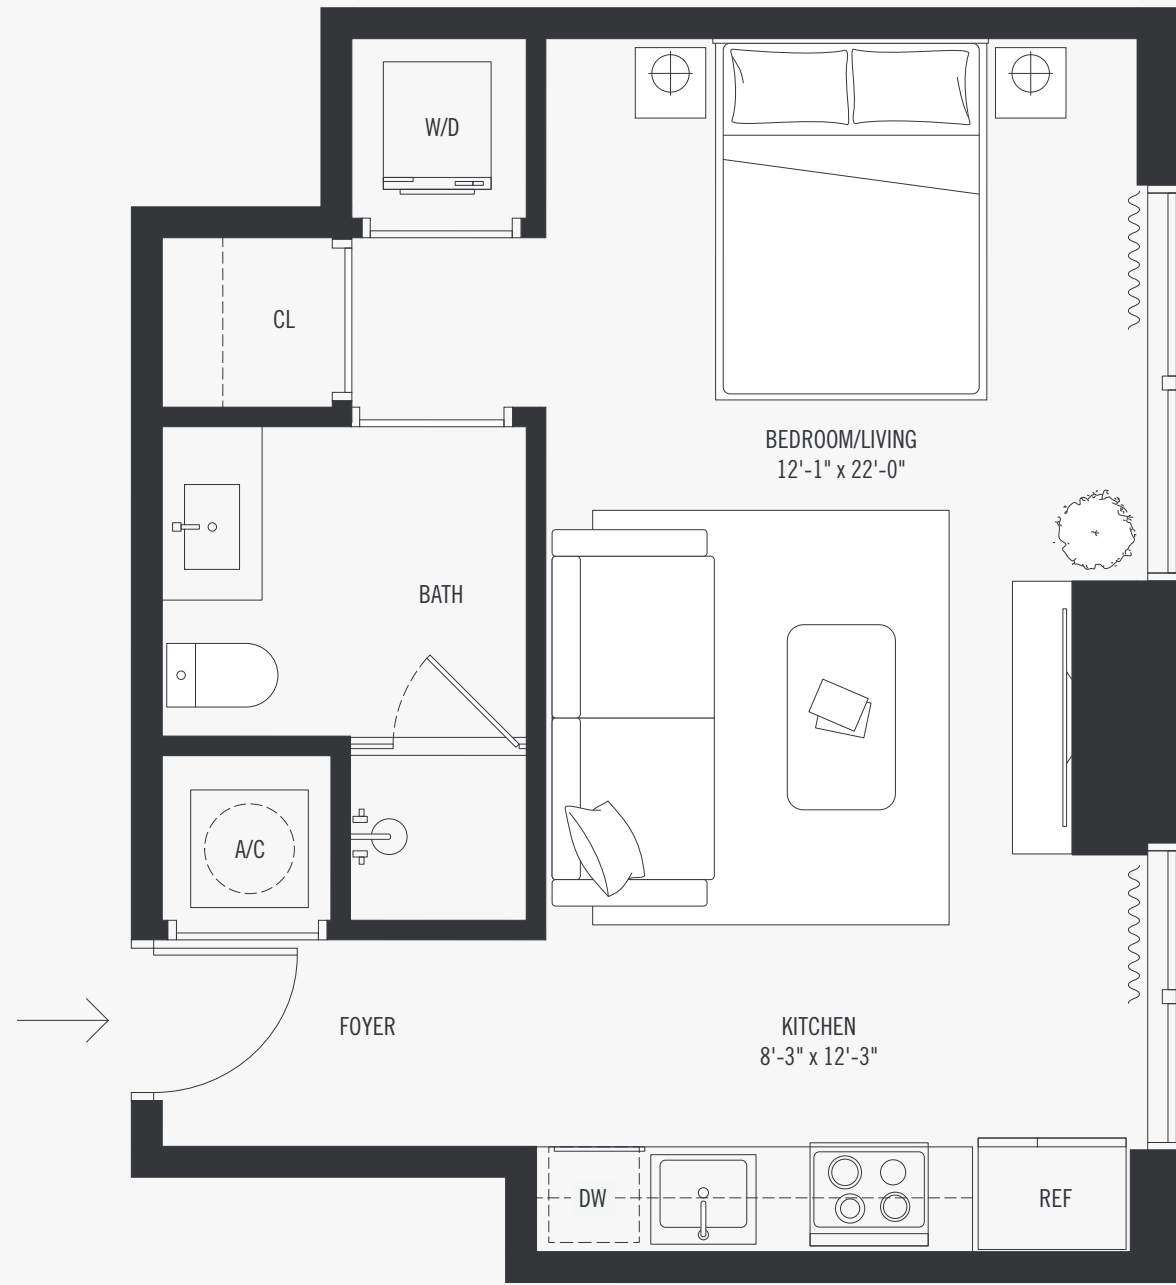 W/D
CL
BEDROOM/LIVING
12'-1" x 22'-0"
BATH
A/C
FOYER
KITCHEN
8'-3" x 12'-3"
DW
REF